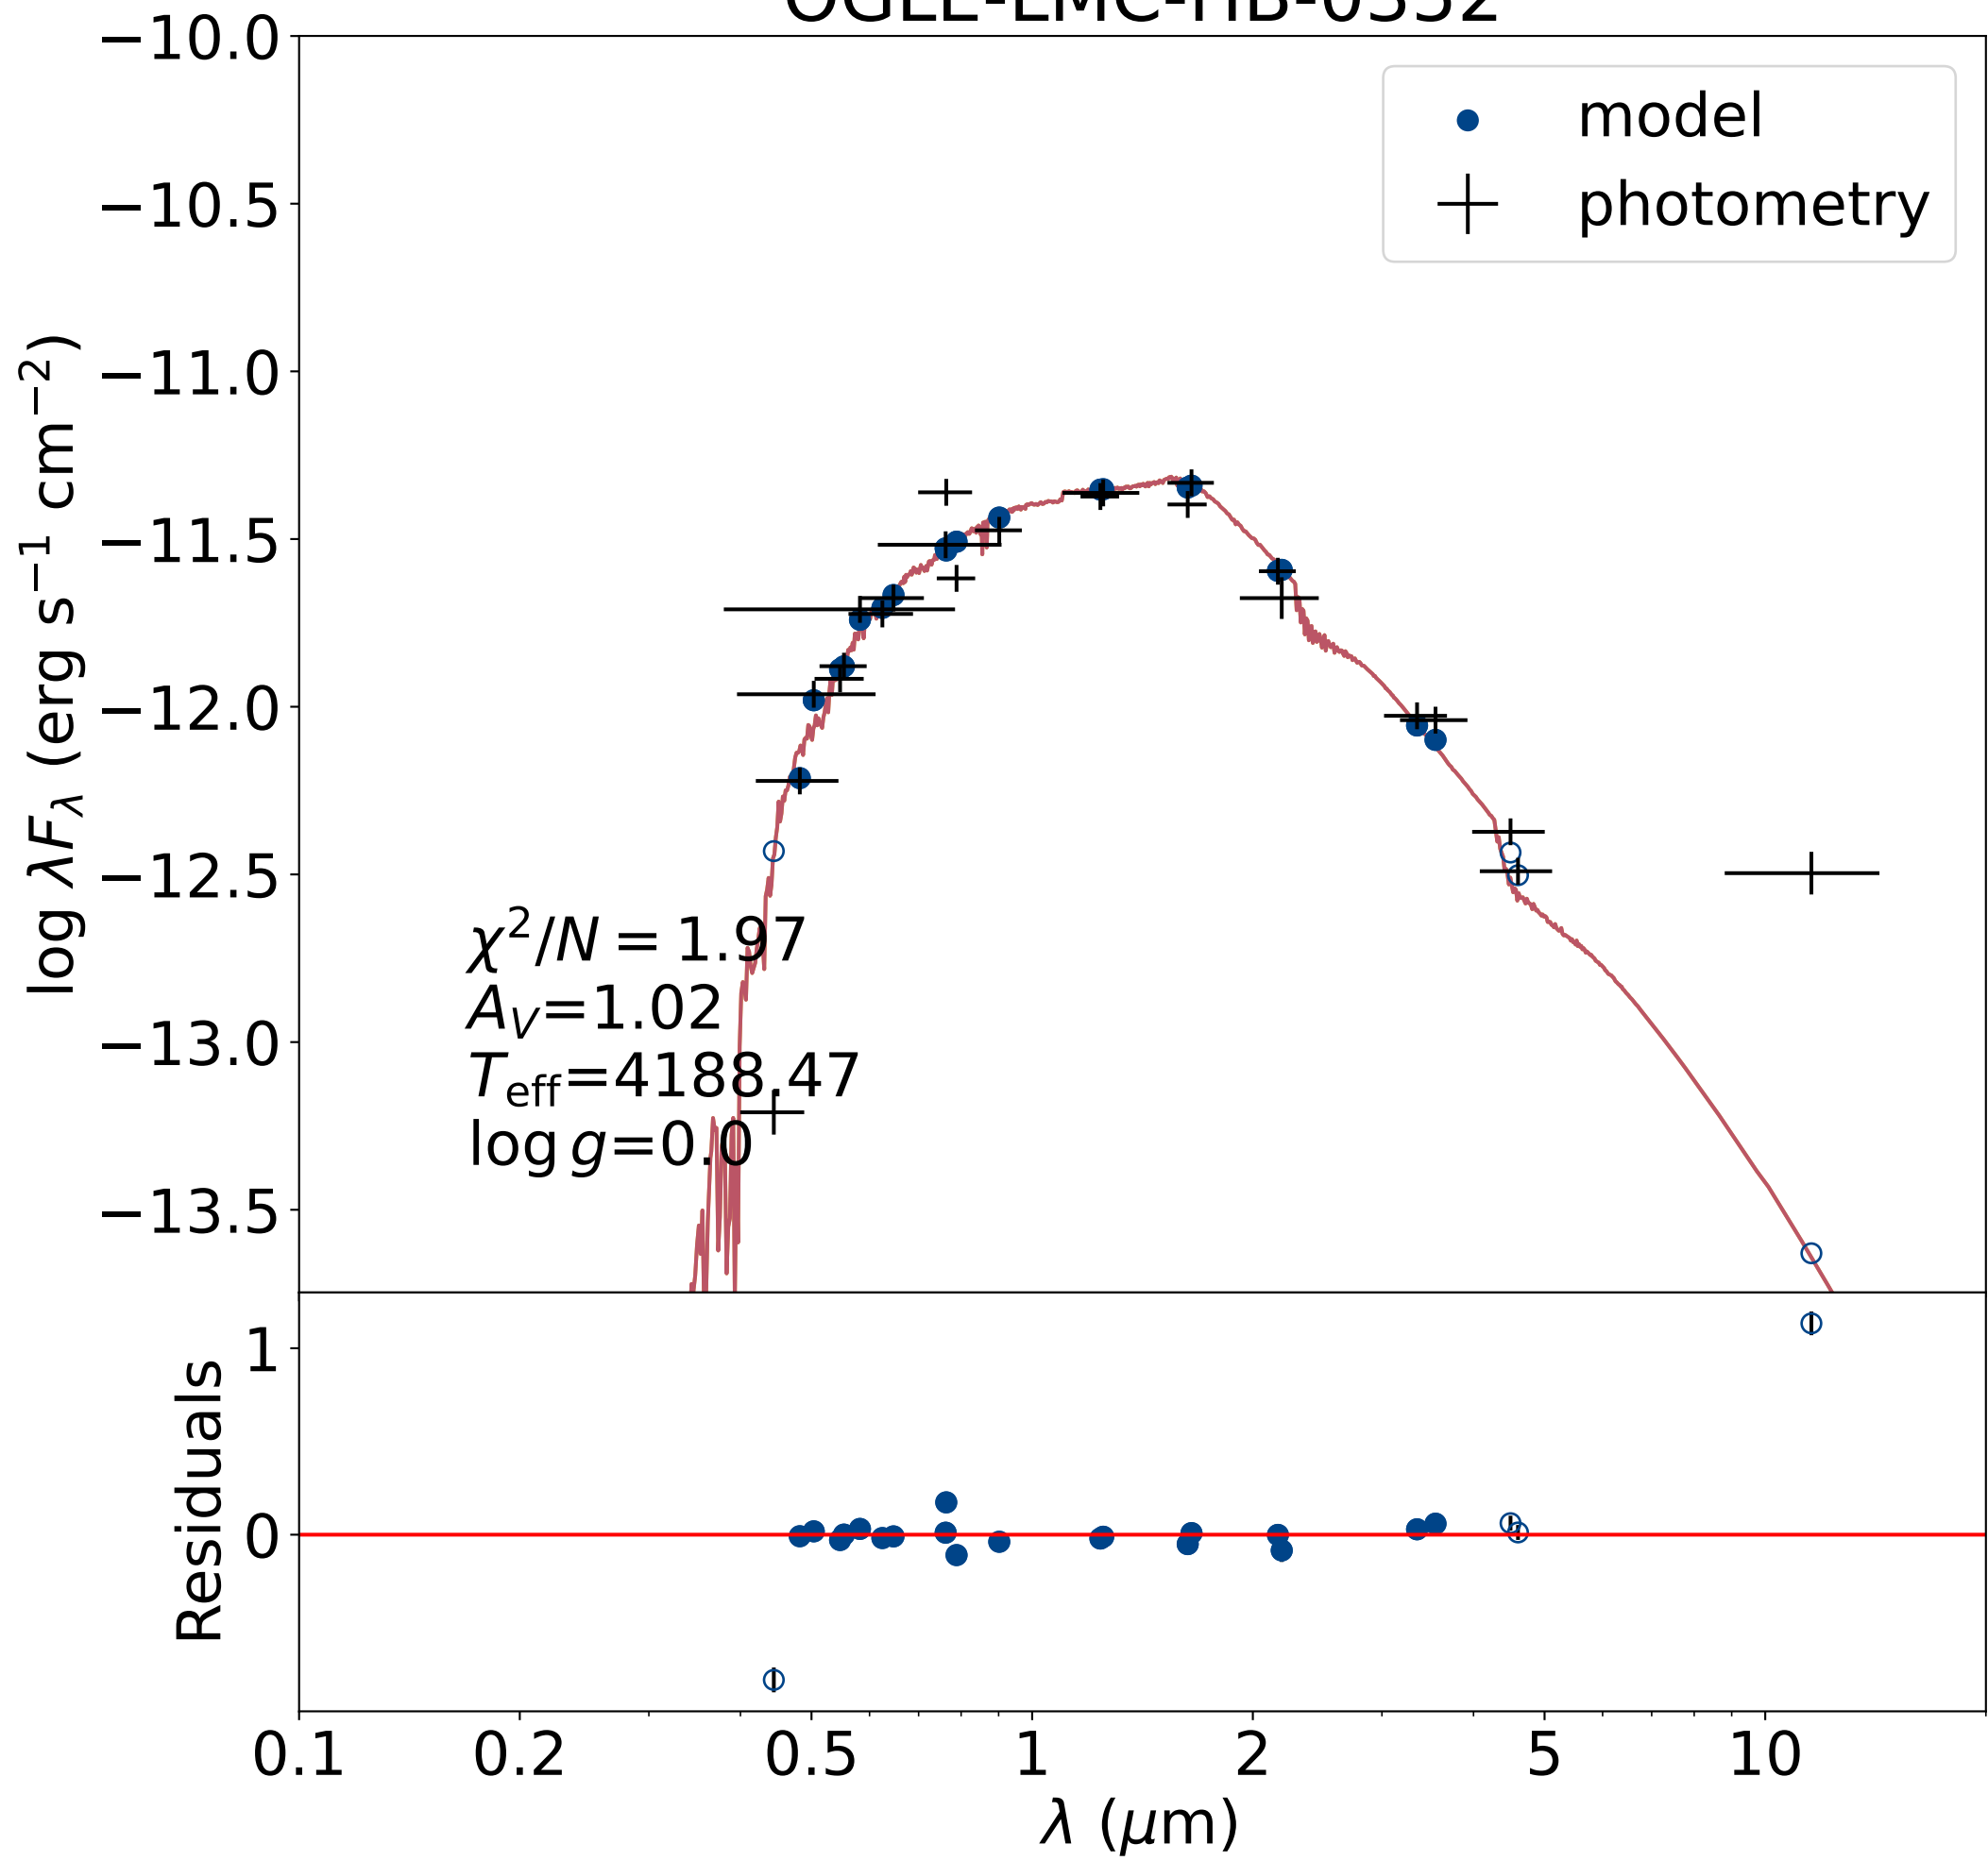 −10.0
−10.5
−11.0
−11.5
−12.0
−12.5
−13.0
−13.5
log λF_λ (erg s⁻¹ cm⁻²)
model
photometry
χ²/N = 1.97
A_V=1.02
T_eff=4188.47
log g=0.0
1
0
Residuals
0.1 0.2 0.5 1 2 5 10
λ (μm)